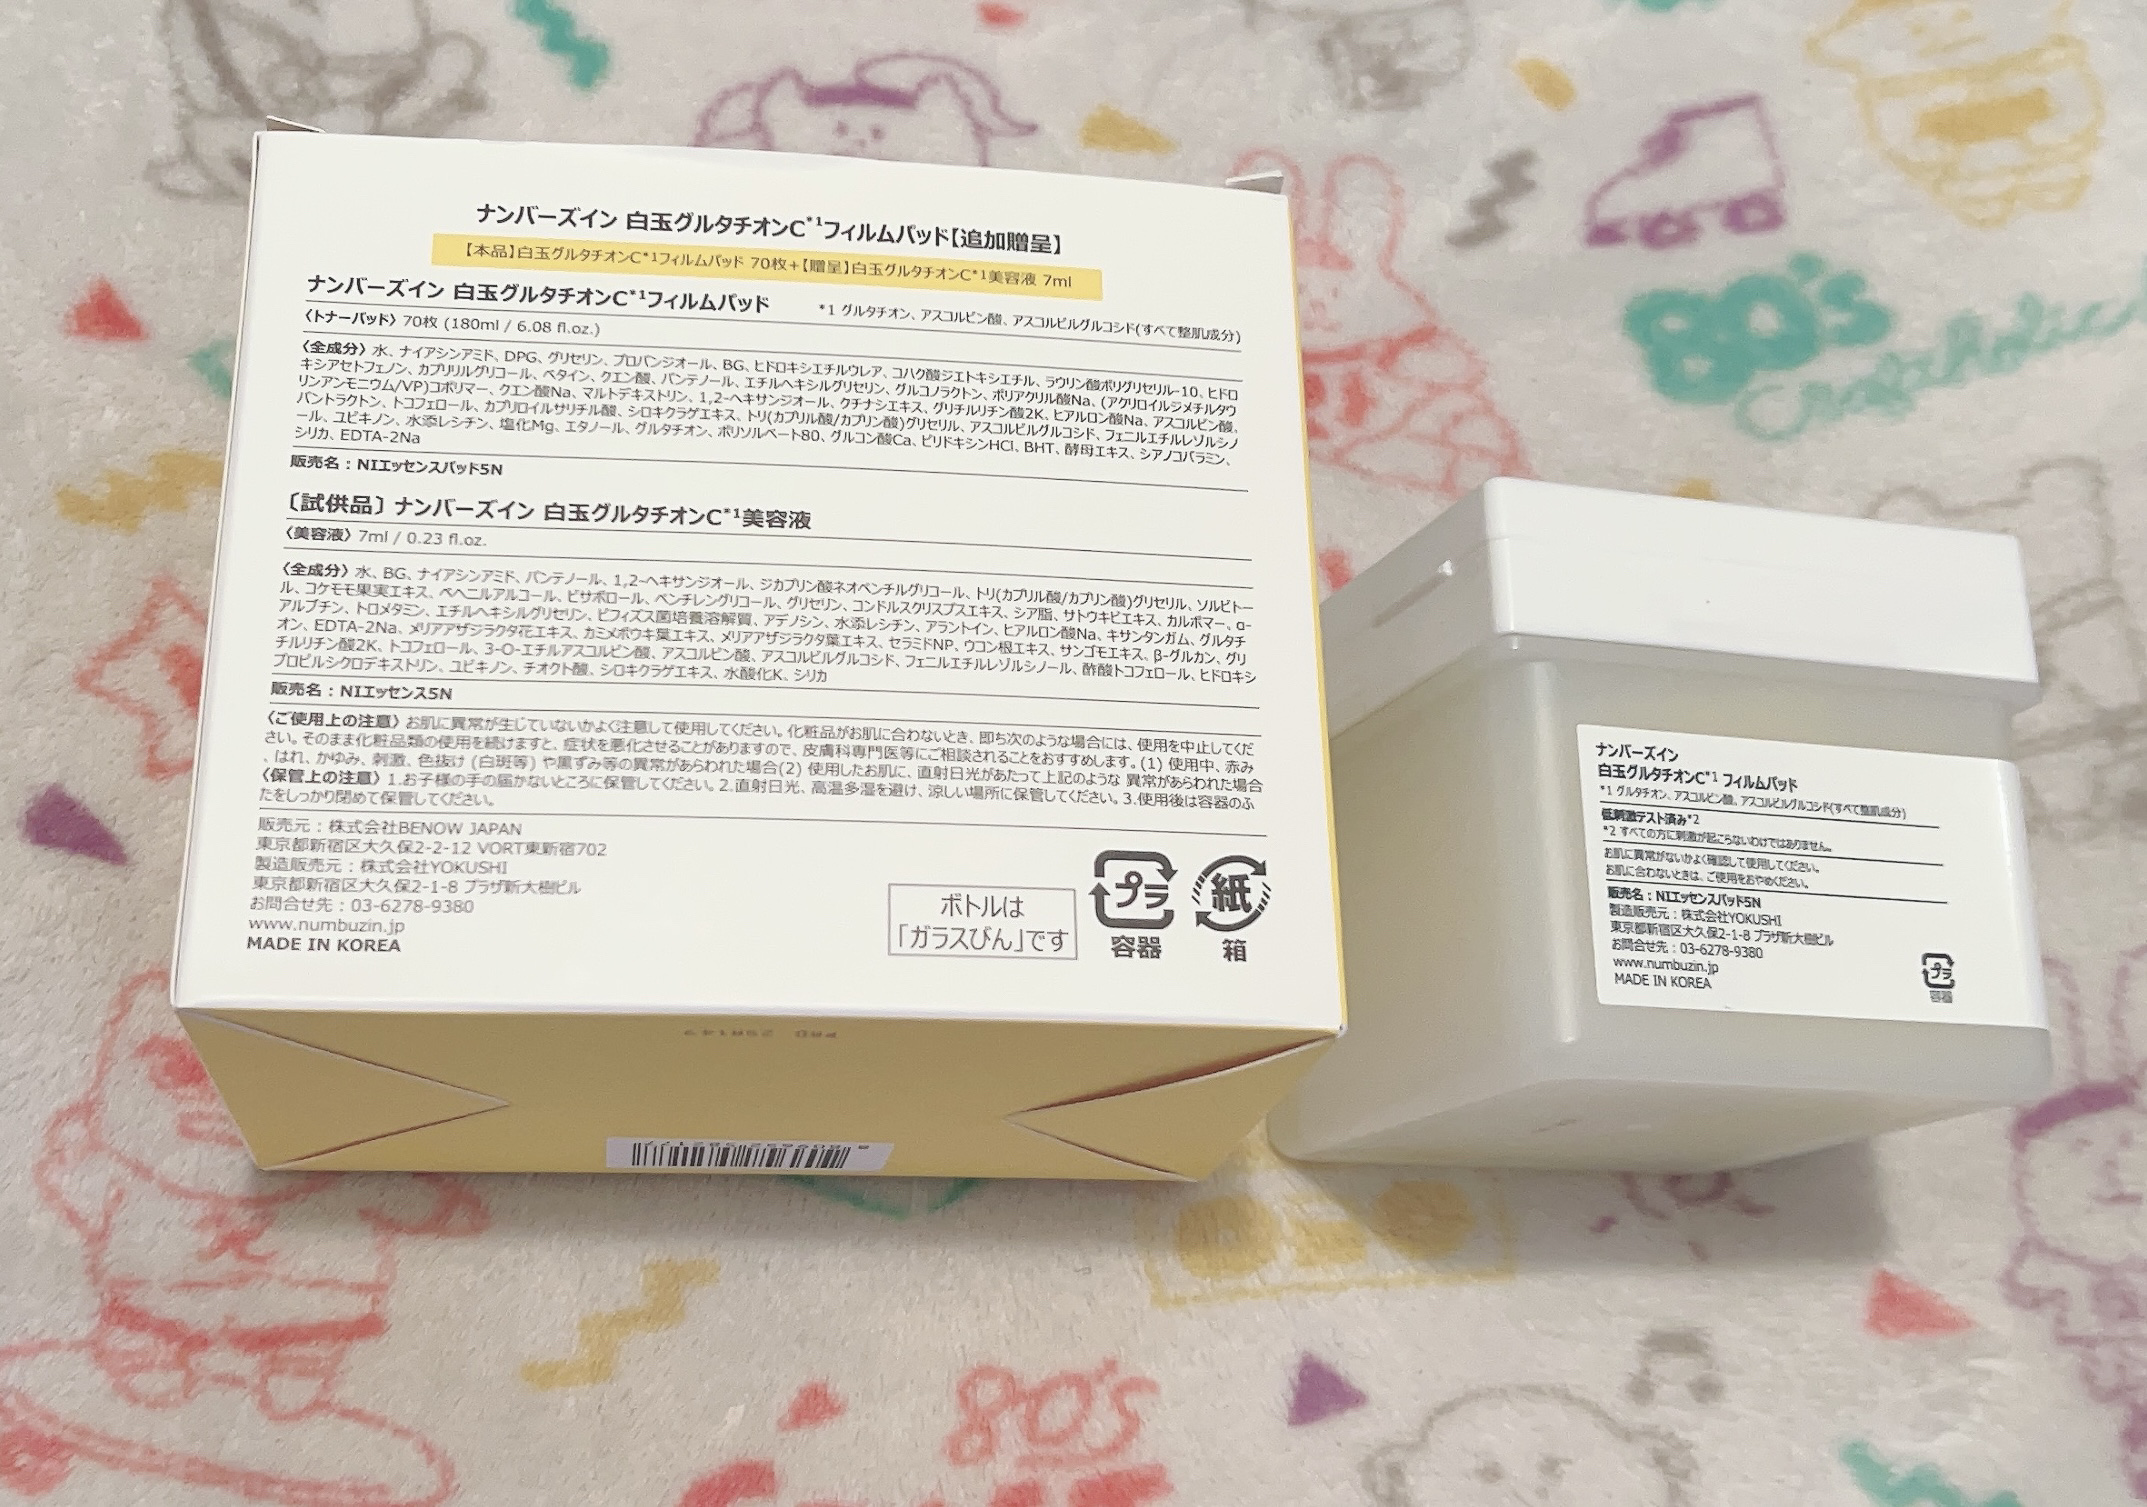 ナンバーズイン 白玉グルタチオンC*1フィルムパッド【追加贈呈】
【本品】白玉グルタチオンC*1フィルムパッド 70枚+【贈呈】白玉グルタチオンC*1美容液 7ml
ナンバーズイン 白玉グルタチオンC*1フィルムパッド
*1 グルタチオン、アスコルビン酸、アスコルビルグルコシド(すべて整肌成分)
〈トナーパッド〉 70枚 (180ml / 6.08 fl.oz.)
〈全成分〉 水、ナイアシンアミド、DPG、グリセリン、プロパンジオール、BG、ヒドロキシエチルウレア、コハク酸ジエトキシエチル、ラウリン酸ポリグリセリル-10、ヒドロ
キシアセトフェノン、カプリリルグリコール、ベタイン、クエン酸、パンテノール、エチルヘキシルグリセリン、グルコノラクトン、ポリアクリル酸Na、(アクリロイルジメチルタウ
リンアンモニウム/VP)コポリマー、クエン酸Na、マルトデキストリン、1,2-ヘキサンジオール、クチナシエキス、グリチルリチン酸2K、ヒアルロン酸Na、アスコルビン酸、
パントラクトン、トコフェロール、カプロイルサリチル酸、シロキクラゲエキス、トリ(カプリル酸/カプリン酸)グリセリル、アスコルビルグルコシド、フェニルエチルレゾルシノ
ール、ユビキノン、水添レシチン、塩化Mg、エタノール、グルタチオン、ポリソルベート80、グルコン酸Ca、ピリドキシンHCl、BHT、酵母エキス、シアノコバラミン、
シリカ、EDTA-2Na
販売名：NIエッセンスパッド5N
〔試供品〕ナンバーズイン 白玉グルタチオンC*1美容液
〈美容液〉 7ml / 0.23 fl.oz.
〈全成分〉 水、BG、ナイアシンアミド、パンテノール、1,2-ヘキサンジオール、ジカプリン酸ネオペンチルグリコール、トリ(カプリル酸/カプリン酸)グリセリル、ソルビトー
ル、コケモモ果実エキス、ベヘニルアルコール、ビサボロール、ペンチレングリコール、グリセリン、コンドルスクリスプスエキス、シア脂、サトウキビエキス、カルボマー、α-
アルブチン、トロメタミン、エチルヘキシルグリセリン、ビフィズス菌培養溶解質、アデノシン、水添レシチン、アラントイン、ヒアルロン酸Na、キサンタンガム、グルタチ
オン、EDTA-2Na、メリアアザジラクタ花エキス、カミメボウキ葉エキス、メリアアザジラクタ葉エキス、セラミドNP、ウコン根エキス、サンゴモエキス、β-グルカン、グリ
チルリチン酸2K、トコフェロール、3-O-エチルアスコルビン酸、アスコルビン酸、アスコルビルグルコシド、フェニルエチルレゾルシノール、酢酸トコフェロール、ヒドロキシ
プロピルシクロデキストリン、ユビキノン、チオクト酸、シロキクラゲエキス、水酸化K、シリカ
販売名：NIエッセンス5N
〈ご使用上の注意〉 お肌に異常が生じていないかよく注意して使用してください。化粧品がお肌に合わないとき、即ち次のような場合には、使用を中止してくだ
さい。そのまま化粧品類の使用を続けますと、症状を悪化させることがありますので、皮膚科専門医等にご相談されることをおすすめします。(1) 使用中、赤み
、はれ、かゆみ、刺激、色抜け (白斑等) や黒ずみ等の異常があらわれた場合(2) 使用したお肌に、直射日光があたって上記のような 異常があらわれた場合
〈保管上の注意〉 1.お子様の手の届かないところに保管してください。2.直射日光、高温多湿を避け、涼しい場所に保管してください。3.使用後は容器のふ
たをしっかり閉めて保管してください。
販売元：株式会社BENOW JAPAN
東京都新宿区大久保2-2-12 VORT東新宿702
製造販売元：株式会社YOKUSHI
東京都新宿区大久保2-1-8 プラザ新大樹ビル
お問合せ先：03-6278-9380
www.numbuzin.jp
MADE IN KOREA
ボトルは
「ガラスびん」です
プラ
容器
紙
箱
ナンバーズイン
白玉グルタチオンC*1 フィルムパッド
*1 グルタチオン、アスコルビン酸、アスコルビルグルコシド(すべて整肌成分)
低刺激テスト済み*2
*2 すべての方に刺激が起こらないわけではありません。
お肌に異常がないかよく確認して使用してください。
お肌に合わないときは、ご使用をおやめください。
販売名：NIエッセンスパッド5N
製造販売元：株式会社YOKUSHI
東京都新宿区大久保2-1-8 プラザ新大樹ビル
お問合せ先：03-6278-9380
www.numbuzin.jp
MADE IN KOREA
プラ
容器
80's
80's